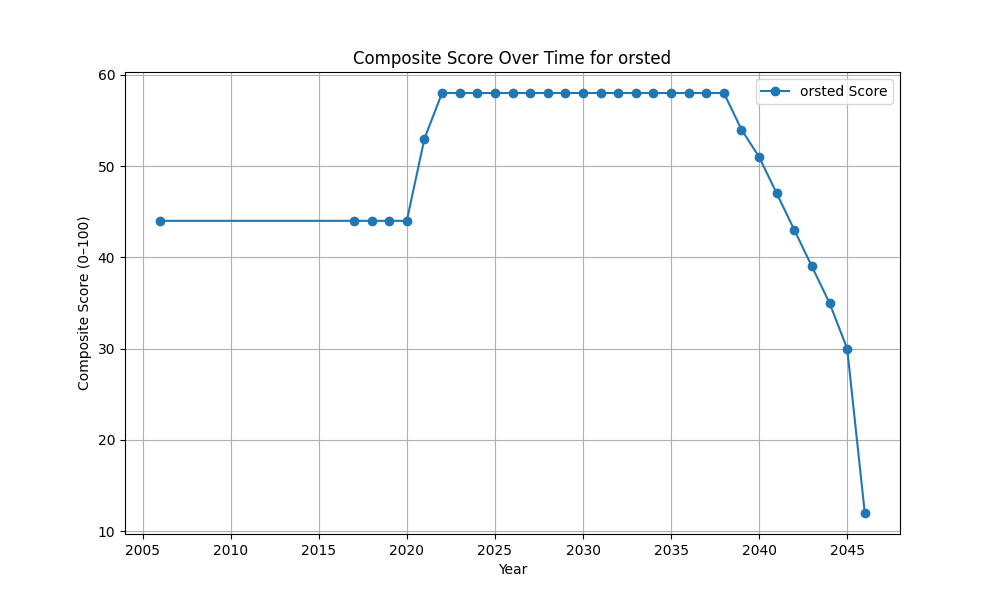 Composite Score Over Time for orsted
orsted Score
Composite Score (0–100)
60
50
40
30
20
10
2005 2010 2015 2020 2025 2030 2035 2040 2045
Year